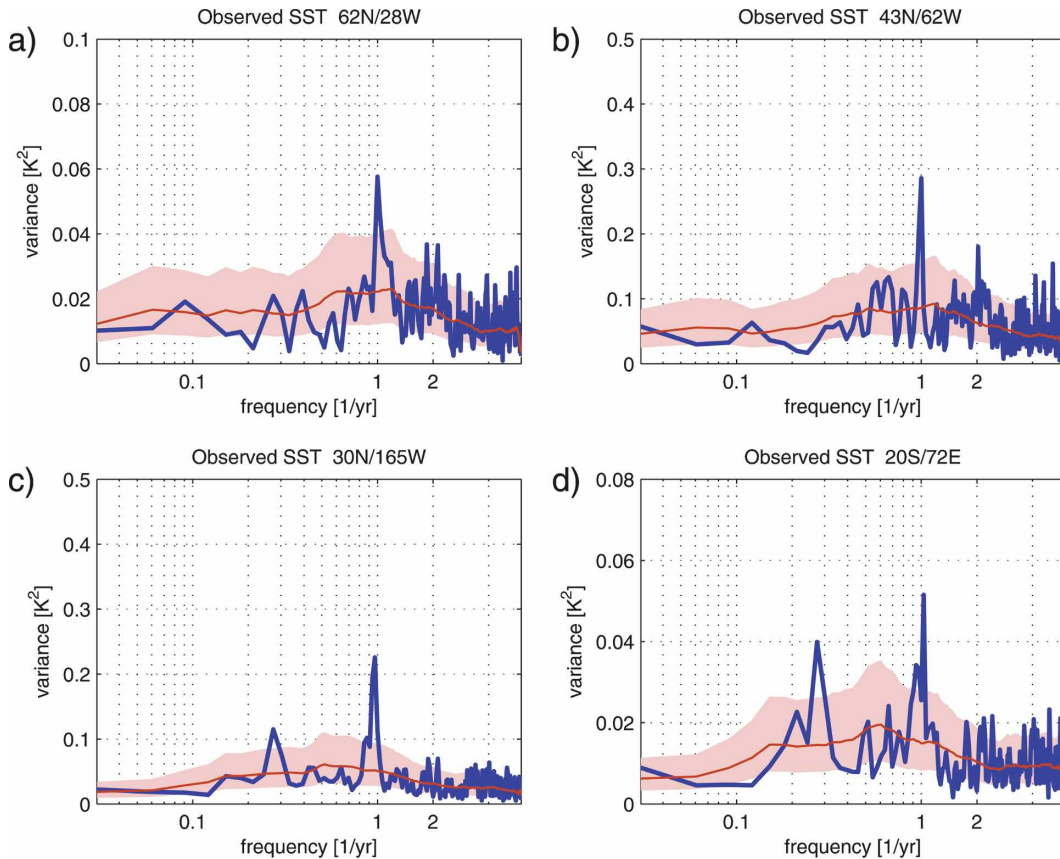 Observed SST 62N/28W
a)
0.1
0.08
0.06
0.04
0.02
0
variance [K²]
0.1
1
2
frequency [1/yr]
Observed SST 43N/62W
b)
0.5
0.4
0.3
0.2
0.1
0
variance [K²]
0.1
1
2
frequency [1/yr]
Observed SST 30N/165W
c)
0.5
0.4
0.3
0.2
0.1
0
variance [K²]
0.1
1
2
frequency [1/yr]
Observed SST 20S/72E
d)
0.08
0.06
0.04
0.02
0
variance [K²]
0.1
1
2
frequency [1/yr]